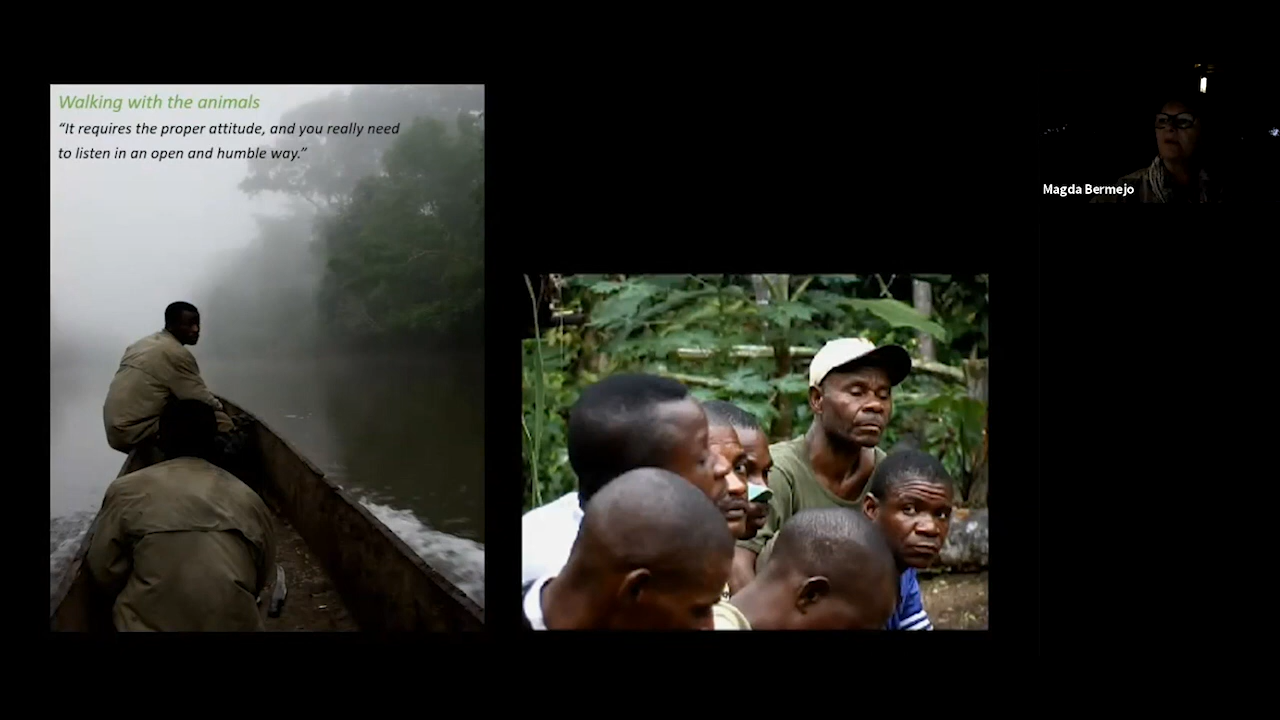 Walking with the animals
“It requires the proper attitude, and you really need
to listen in an open and humble way.”
Magda Bermejo